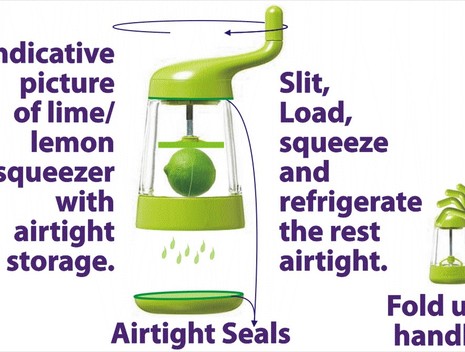 ndicative
picture
of lime/
lemon
squeezer
with
airtight
storage.
Slit,
Load,
squeeze
and
refrigerate
the rest
airtight.
Airtight Seals
Fold u
handl